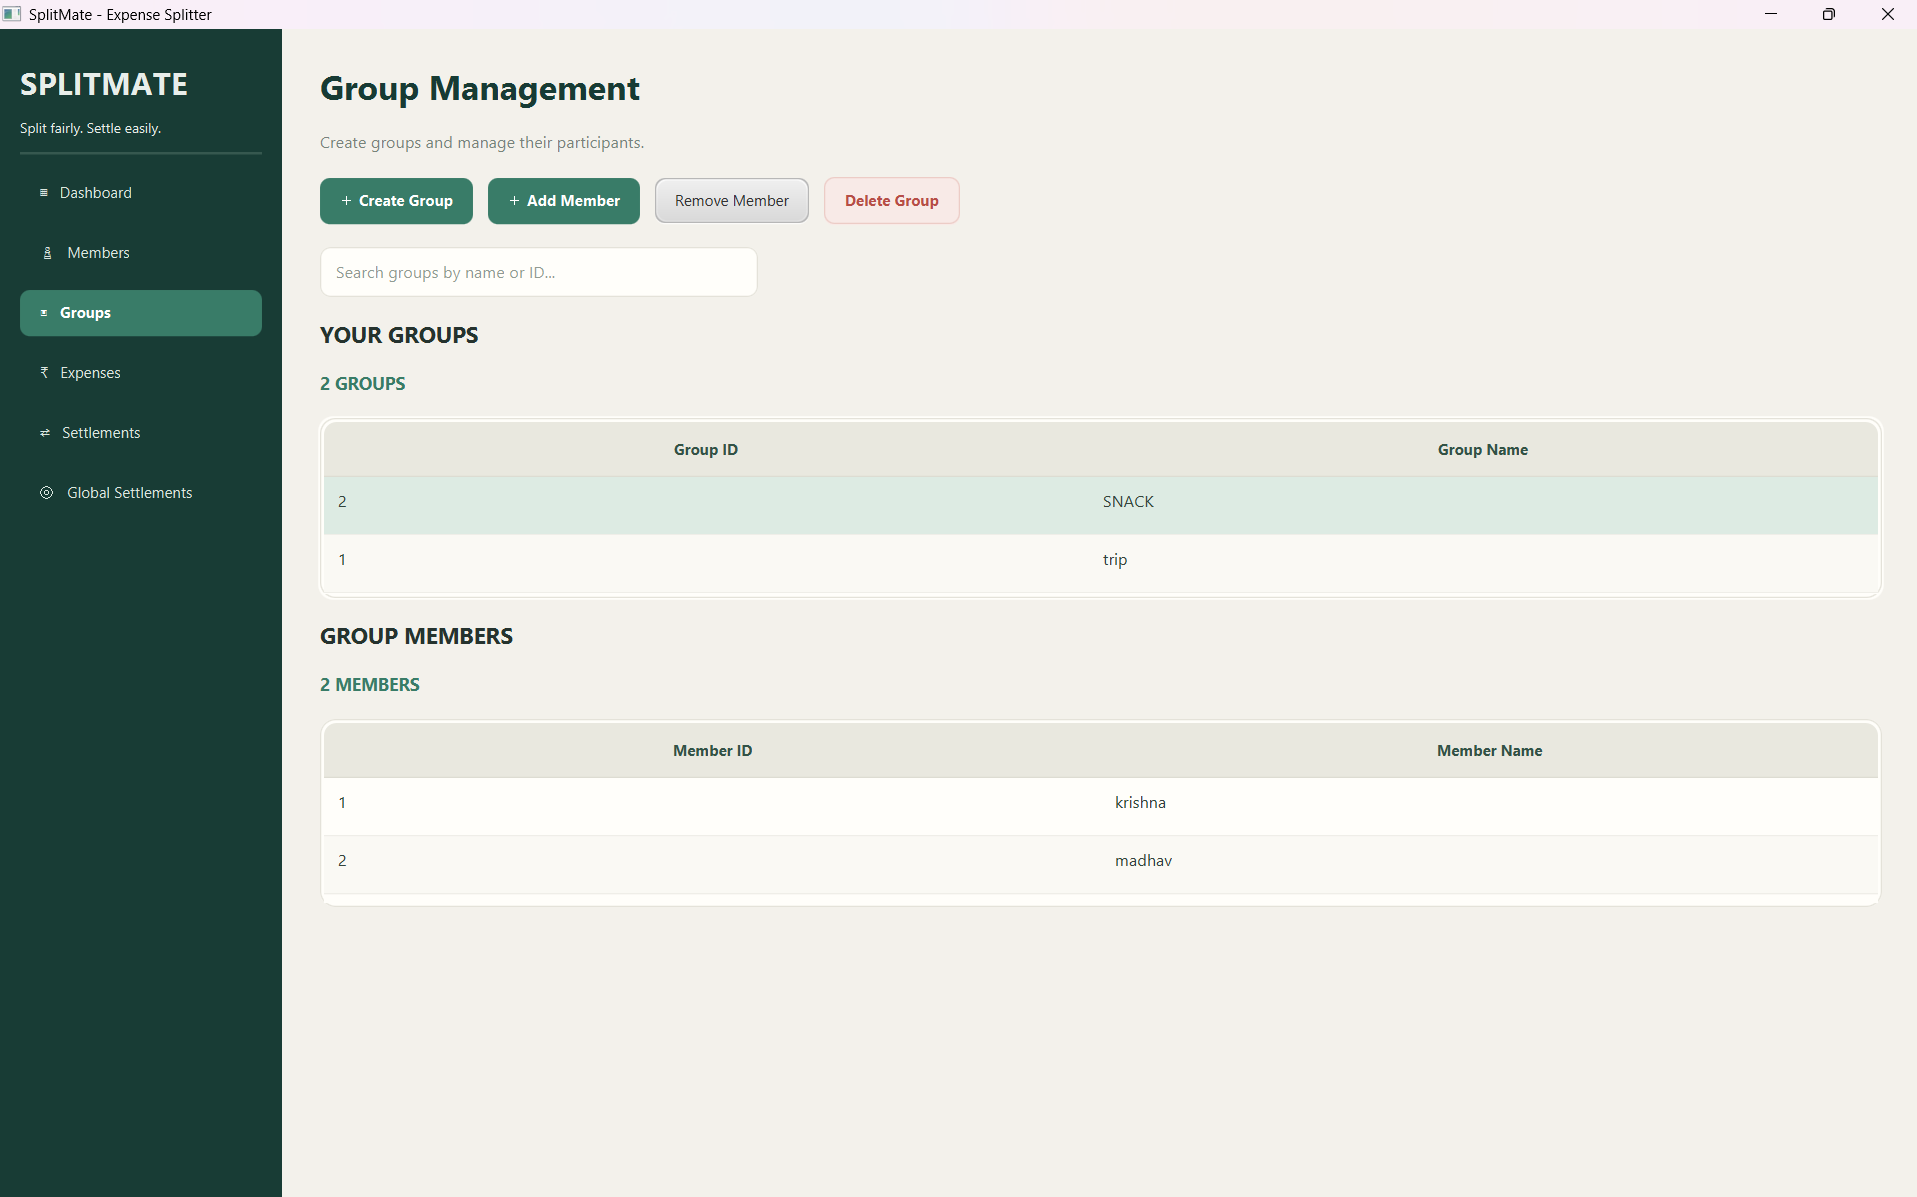 SplitMate - Expense Splitter
SPLITMATE
Split fairly. Settle easily.
Dashboard
Members
Groups
₹ Expenses
⇄ Settlements
◎ Global Settlements
Group Management
Create groups and manage their participants.
+ Create Group
+ Add Member
Remove Member
Delete Group
Search groups by name or ID...
YOUR GROUPS
2 GROUPS
Group ID Group Name
2 SNACK
1 trip
GROUP MEMBERS
2 MEMBERS
Member ID Member Name
1 krishna
2 madhav